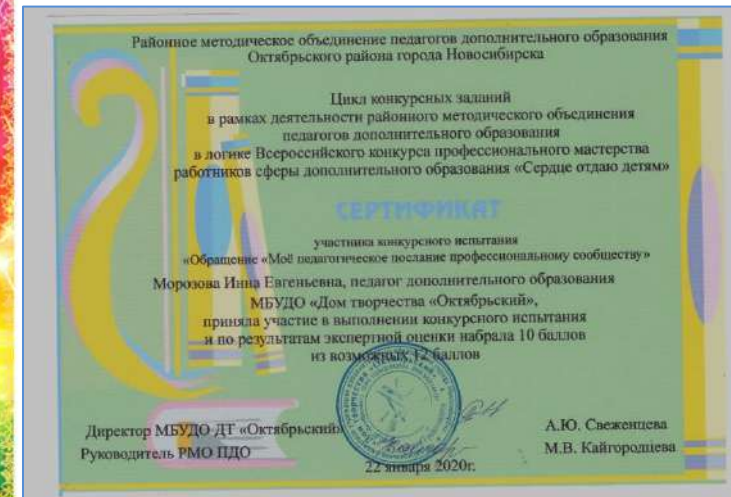 Районное методическое объединение педагогов дополнительного образования
Октябрьского района города Новосибирска
Цикл конкурсных заданий
в рамках деятельности районного методического объединения
педагогов дополнительного образования
в логике Всероссийского конкурса профессионального мастерства
работников сферы дополнительного образования «Сердце отдаю детям»
СЕРТИФИКАТ
участника конкурсного испытания
«Обращение «Моё педагогическое послание профессиональному сообществу»
Морозова Инна Евгеньевна, педагог дополнительного образования
МБУДО «Дом творчества «Октябрьский»,
приняла участие в выполнении конкурсного испытания
и по результатам экспертной оценки набрала 10 баллов
из возможных 12 баллов
Директор МБУДО ДТ «Октябрьский» А.Ю. Свеженцева
Руководитель РМО ПДО М.В. Кайгородцева
22 января 2020г.